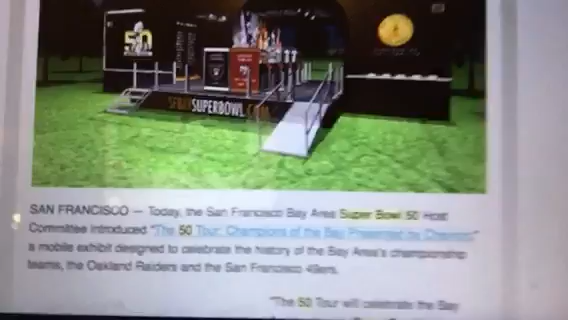 50
SFBAYSUPERBOWL.COM
SAN FRANCISCO — Today, the San Francisco Bay Area Super Bowl 50 Host
Committee introduced "The 50 Tour: Champions of the Bay Presented by Chevron,"
a mobile exhibit designed to celebrate the history of the Bay Area's championship
teams, the Oakland Raiders and the San Francisco 49ers.
"The 50 Tour will celebrate the Bay